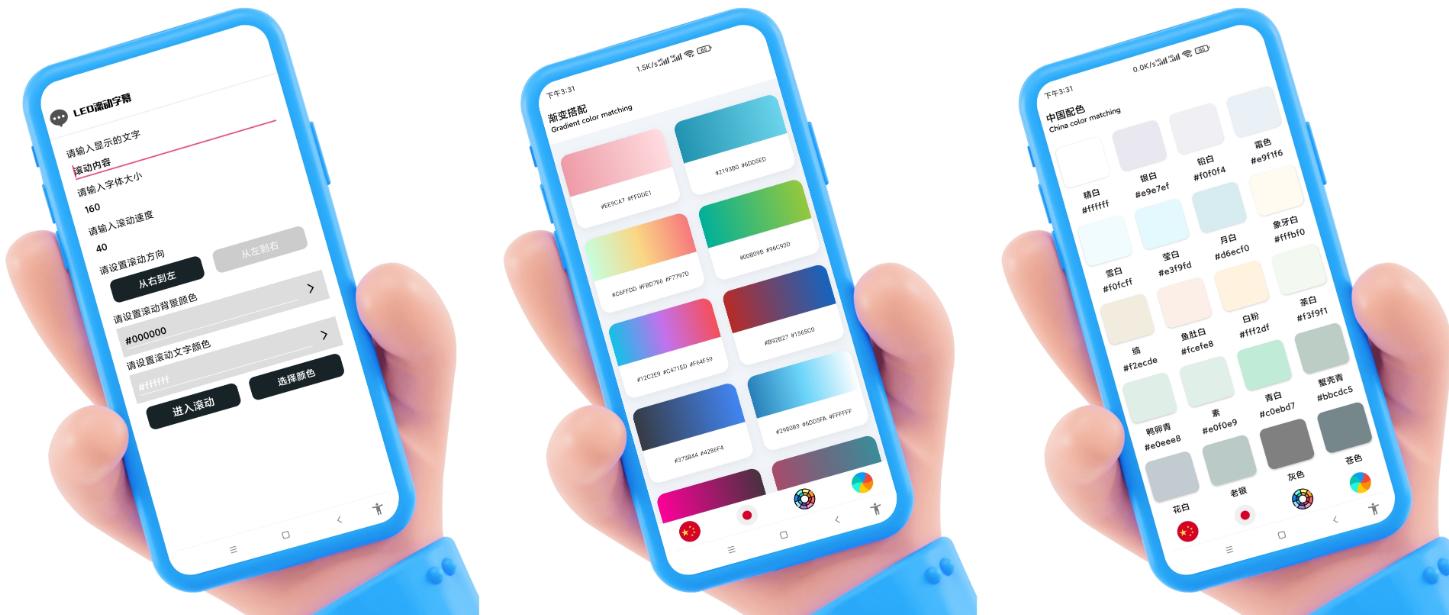 LED滚动字幕
请输入显示的文字
滚动内容
请输入字体大小
160
请输入滚动速度
40
请设置滚动方向
从右到左
从左到右
请设置滚动背景颜色
#000000
请设置滚动文字颜色
#ffffff
进入滚动
选择颜色
下午3:31
1.5K/s
渐变搭配
Gradient color matching
#EE9CA7 #FFDDE1
#2193B0 #6DD5ED
#C6FFDD #FBD786 #F7797D
#00B09B #96C93D
#12C2E9 #C471ED #F64F59
#B92B27 #1565C0
#373B44 #4286F4
#2980B9 #6DD5FA #FFFFFF
下午3:31
0.0K/s
中国配色
China color matching
精白
#ffffff
银白
#e9e7ef
铅白
#f0f0f4
霜色
#e9f1f6
雪白
#f0fcff
莹白
#e3f9fd
月白
#d6ecf0
象牙白
#fffbf0
缟
#f2ecde
鱼肚白
#fcefe8
白粉
#fff2df
荼白
#f3f9f1
鸭卵青
#e0eee8
素
#e0f0e9
青白
#c0ebd7
蟹壳青
#bbcdc5
花白
老银
灰色
苍色